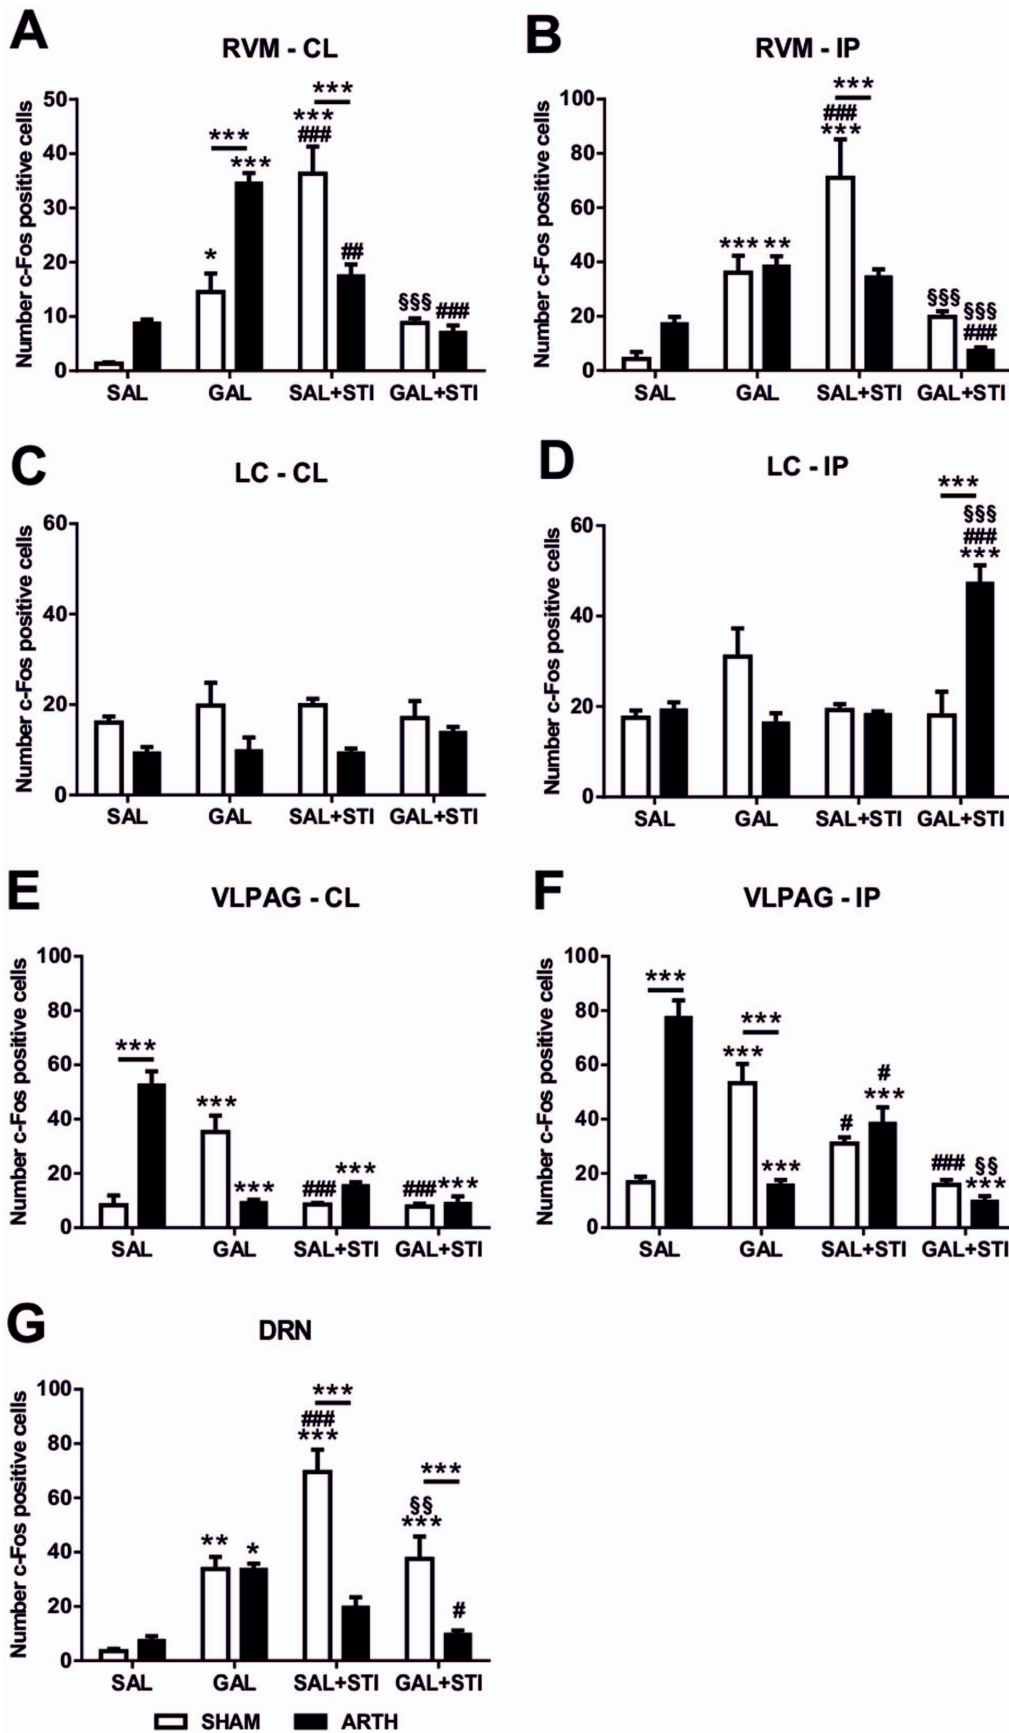 A
RVM - CL
Number c-Fos positive cells
50
40
30
20
10
0
*
***
***
***
###
***
##
§§§
###
SAL
GAL
SAL+STI
GAL+STI
B
RVM - IP
Number c-Fos positive cells
100
80
60
40
20
0
***
**
***
###
***
§§§
§§§
###
SAL
GAL
SAL+STI
GAL+STI
C
LC - CL
Number c-Fos positive cells
60
40
20
0
SAL
GAL
SAL+STI
GAL+STI
D
LC - IP
Number c-Fos positive cells
60
40
20
0
***
§§§
###
***
SAL
GAL
SAL+STI
GAL+STI
E
VLPAG - CL
Number c-Fos positive cells
100
80
60
40
20
0
***
***
***
###
***
###
***
SAL
GAL
SAL+STI
GAL+STI
F
VLPAG - IP
Number c-Fos positive cells
100
80
60
40
20
0
***
***
***
***
#
#
***
###
§§
***
SAL
GAL
SAL+STI
GAL+STI
G
DRN
Number c-Fos positive cells
100
80
60
40
20
0
**
*
***
###
***
***
§§
***
#
SAL
GAL
SAL+STI
GAL+STI
SHAM
ARTH